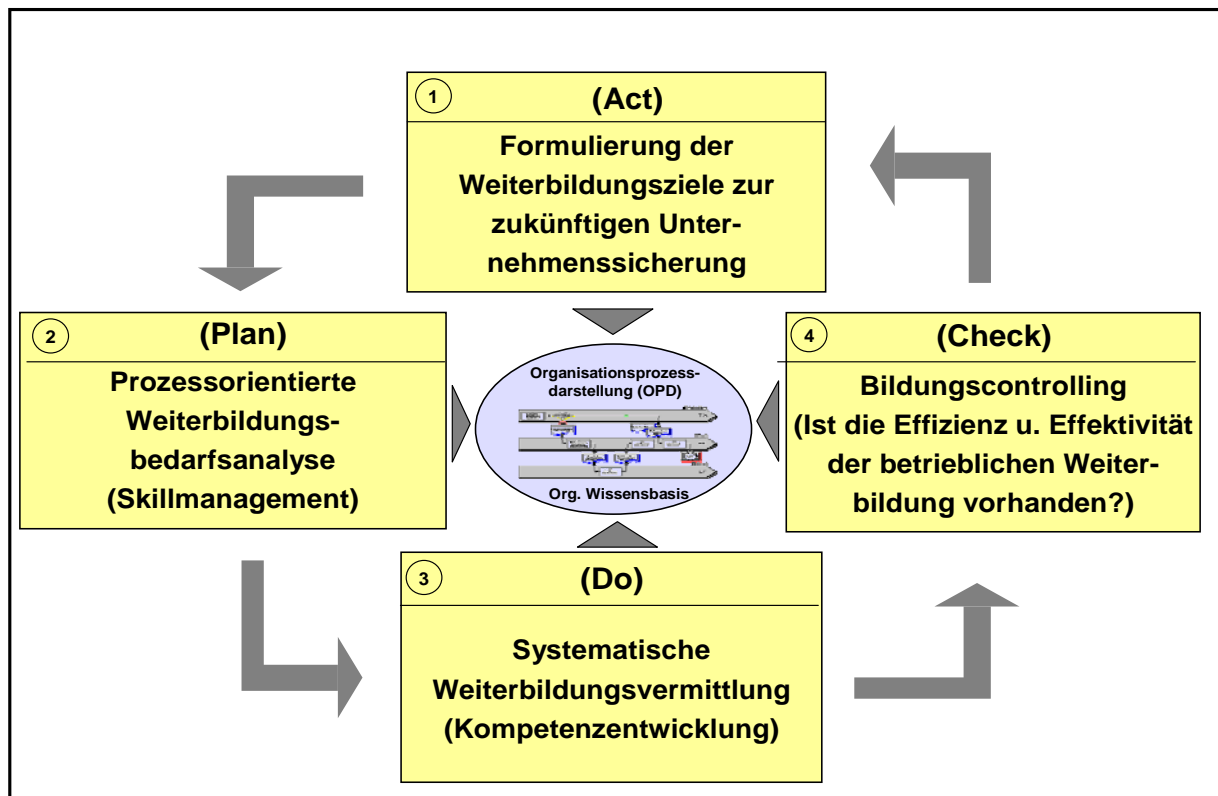 1
(Act)
Formulierung der
Weiterbildungsziele zur
zukünftigen Unter-
nehmenssicherung
2
(Plan)
Prozessorientierte
Weiterbildungs-
bedarfsanalyse
(Skillmanagement)
Organisationsprozess-
darstellung (OPD)
Org. Wissensbasis
4
(Check)
Bildungscontrolling
(Ist die Effizienz u. Effektivität
der betrieblichen Weiter-
bildung vorhanden?)
3
(Do)
Systematische
Weiterbildungsvermittlung
(Kompetenzentwicklung)